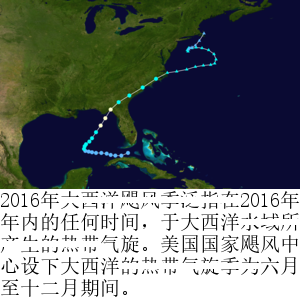 2016年大西洋飓风季泛指在2016年
年内的任何时间，于大西洋水域所
产生的热带气旋。美国国家飓风中
心设下大西洋的热带气旋季为六月
至十二月期间。